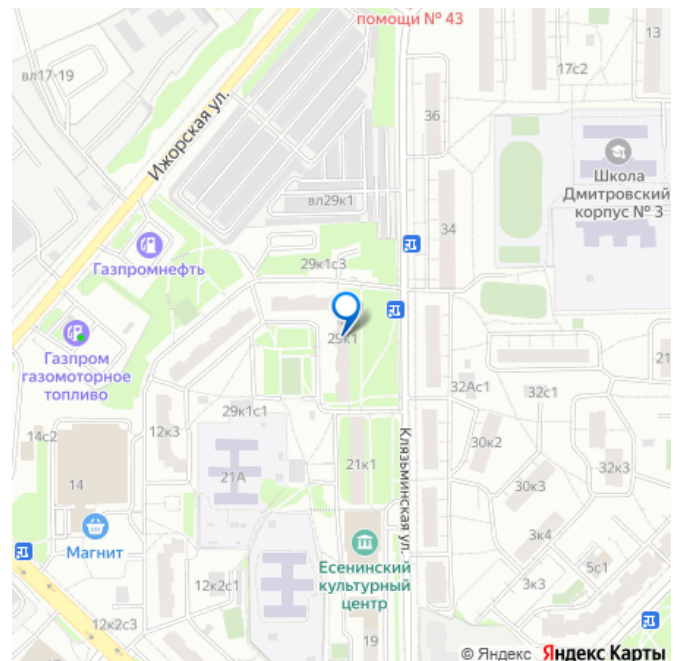 помощи № 43
13
вл17-19
17с2
Ижорская ул.
36
Школа
Дмитровский
корпус № 3
вл29к1
34
Газпромнефть
29к1с3
29к1
Газпром
газомоторное
топливо
21
32Ас1
32с1
29к1с1
12к3
14с2
Клязьминская ул.
30к2
21к1
32к3
21А
14
30к3
Магнит
3к4
Есенинский
культурный
центр
5с1
12к2с1
3к3
12к2с3
19
© Яндекс Яндекс Карты